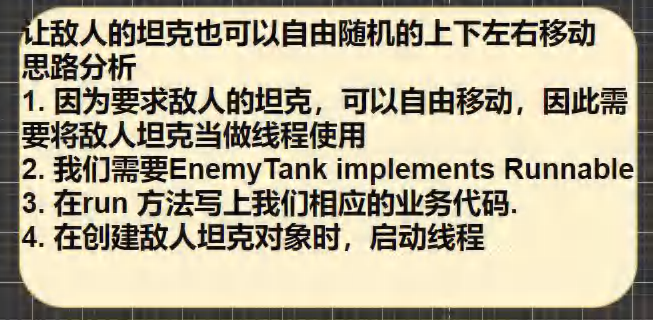 让敌人的坦克也可以自由随机的上下左右移动
思路分析
1. 因为要求敌人的坦克，可以自由移动，因此需
要将敌人坦克当做线程使用
2. 我们需要EnemyTank implements Runnable
3. 在run 方法写上我们相应的业务代码.
4. 在创建敌人坦克对象时，启动线程